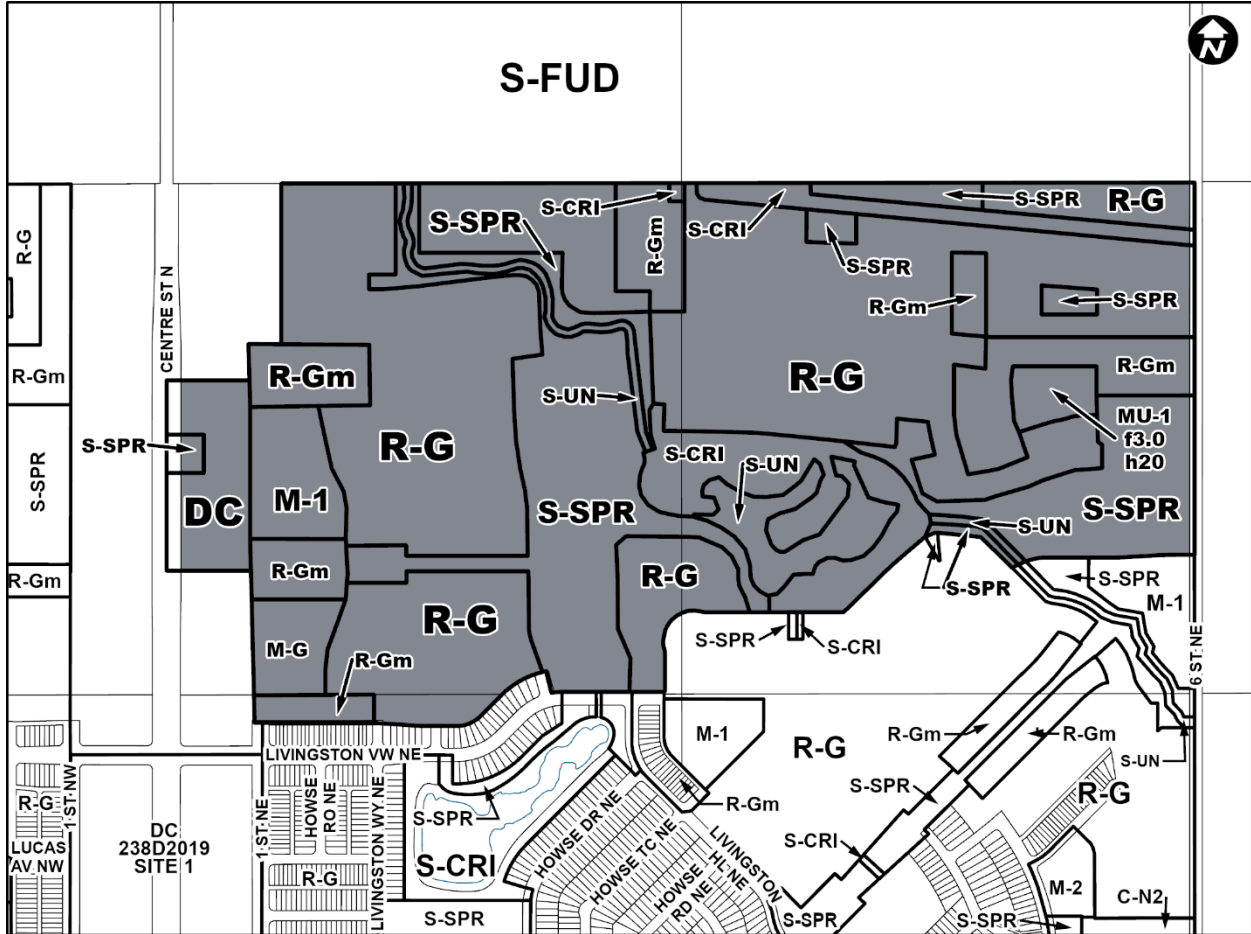 N
S-FUD
R-G
S-CRI
S-SPR
R-G
S-SPR
R-Gm
S-CRI
S-SPR
CENTRE ST N
R-Gm
S-SPR
R-Gm
R-Gm
R-G
R-Gm
S-UN
MU-1
f3.0
h20
S-SPR
R-G
S-CRI
S-UN
S-SPR
DC
M-1
S-SPR
S-SPR
S-UN
R-Gm
R-Gm
R-G
S-SPR
S-SPR
M-1
M-G
R-G
R-Gm
S-SPR
S-CRI
6 ST NE
M-1
R-G
R-Gm
R-Gm
S-UN
LIVINGSTON VW NE
S-SPR
R-G
R-Gm
S-SPR
R-G
1 ST NW
LUCAS
AV NW
DC
238D2019
SITE 1
1 ST NE
HOWSE
RO NE
LIVINGSTON WY NE
R-G
S-CRI
S-SPR
HOWSE DR NE
HOWSE TC NE
HOWSE
RD NE
LIVINGSTON
HL NE
S-CRI
S-SPR
M-2
C-N2
S-SPR